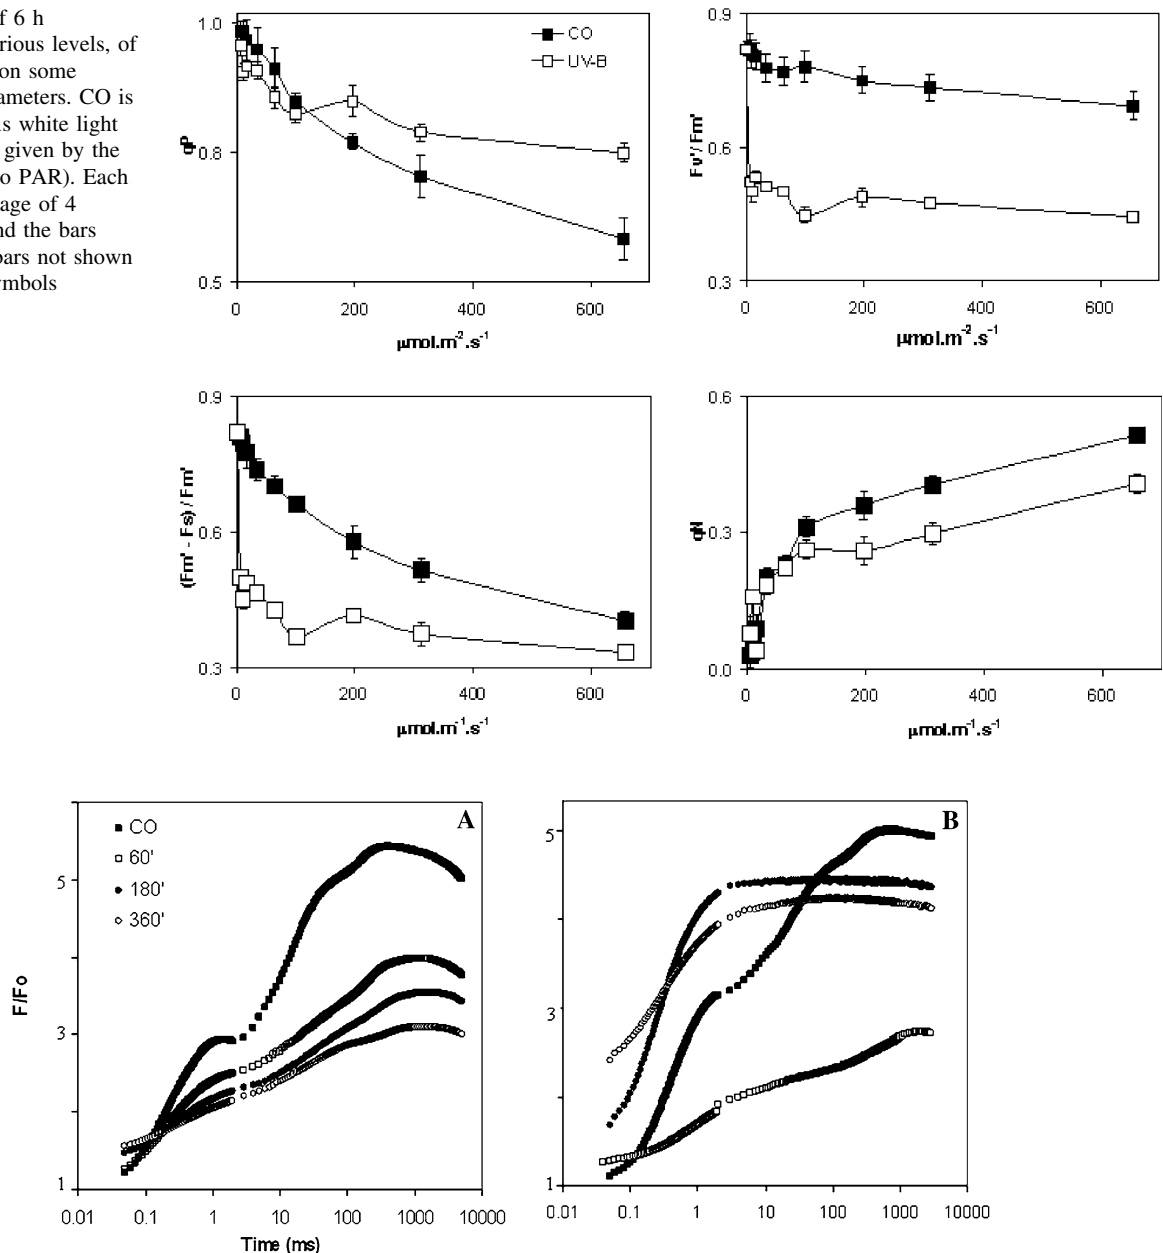 of 6 h
rious levels, of
on some
ameters. CO is
is white light
given by the
o PAR). Each
age of 4
nd the bars
bars not shown
ymbols
1.0
0.8
0.5
0 200 400 600
µmol.m-2.s-1
CO
UV-B
qP
0.9
0.6
0.3
0 200 400 600
µmol.m-2.s-1
Fv'/ Fm'
0.9
0.6
0.3
0 200 400 600
µmol.m-1.s-1
(Fm' - Fs) / Fm'
0.6
0.3
0.0
0 200 400 600
µmol.m-1.s-1
qN
A
CO
60'
180'
360'
5
3
1
F/Fo
0.01 0.1 1 10 100 1000 10000
Time (ms)
B
5
3
1
0.01 0.1 1 10 100 1000 10000